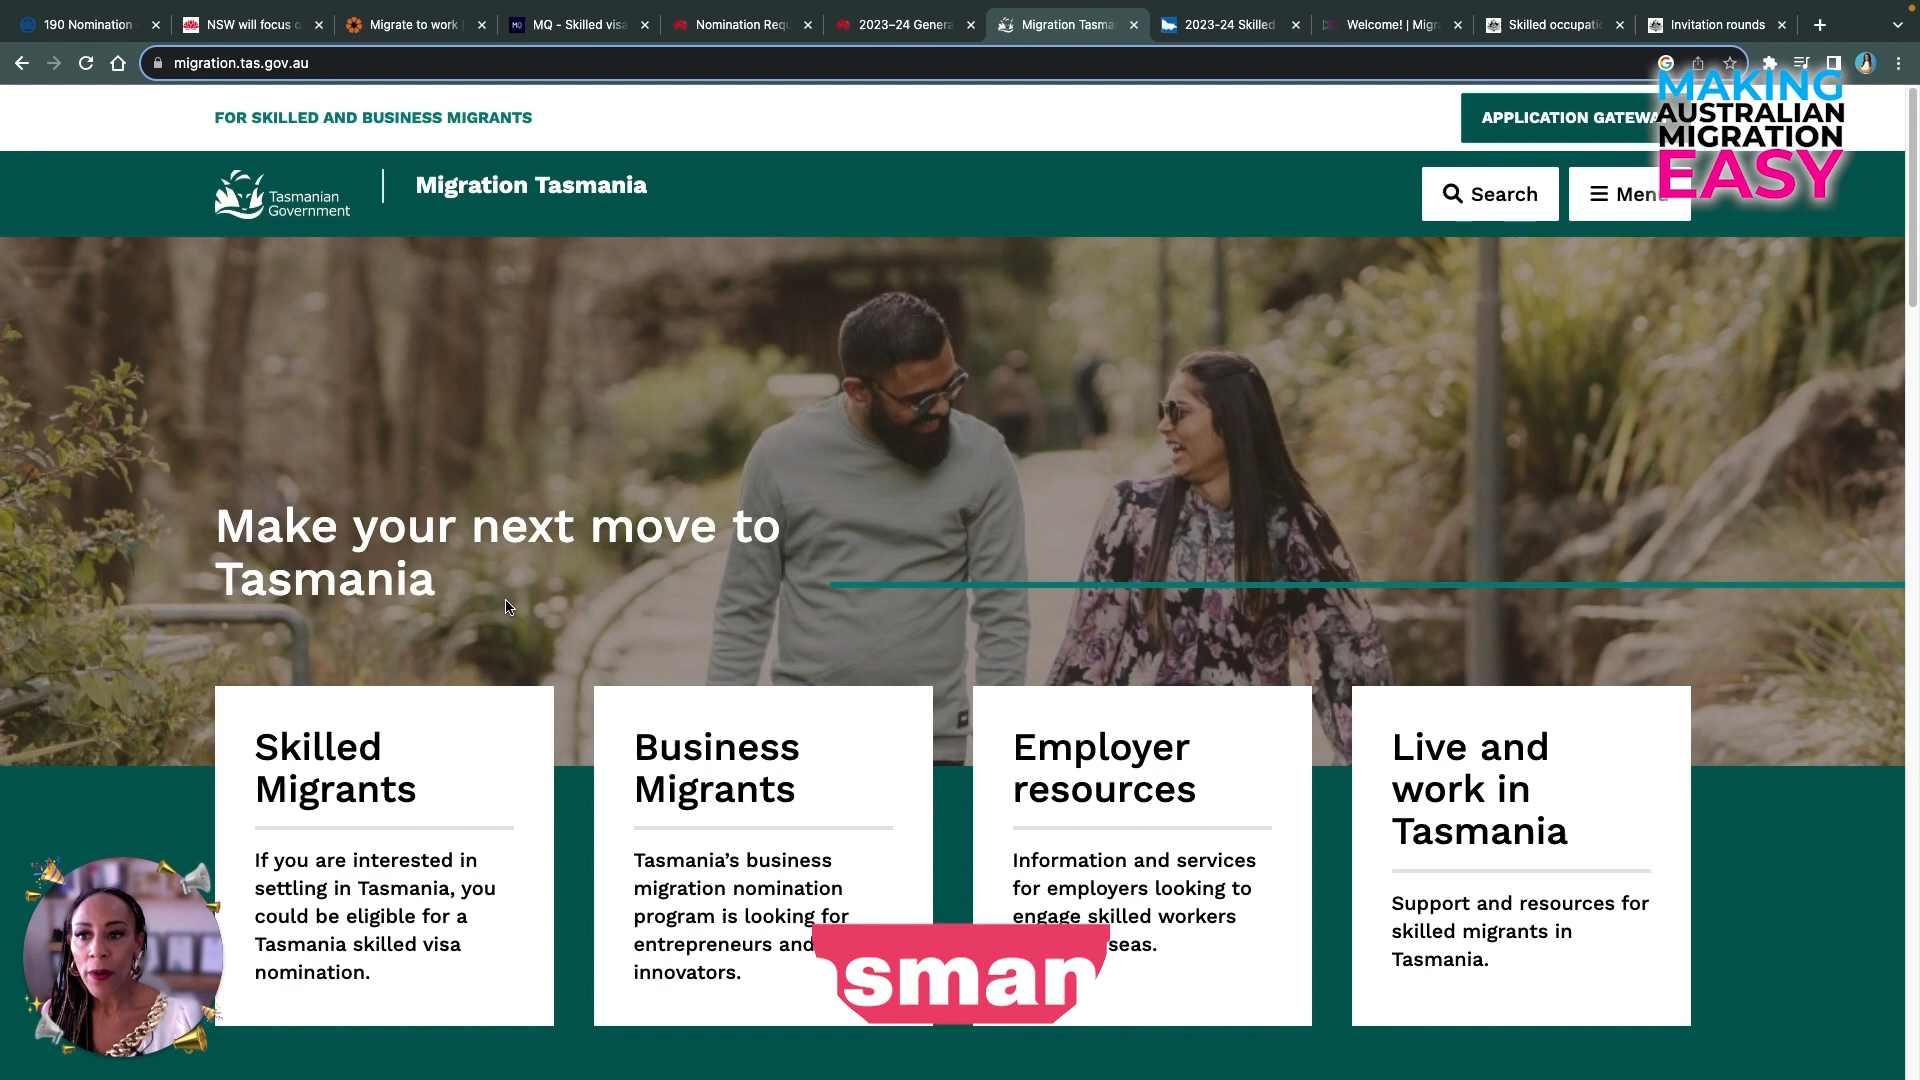 190 Nomination
NSW will focus o
Migrate to work
MQ - Skilled visa
Nomination Requ
2023–24 Genera
Migration Tasma
2023-24 Skilled
Welcome! | Migr
Skilled occupatio
Invitation rounds
migration.tas.gov.au
FOR SKILLED AND BUSINESS MIGRANTS
APPLICATION GATEWA
MAKING
AUSTRALIAN
MIGRATION
EASY
Tasmanian
Government
Migration Tasmania
Search
Menu
Make your next move to
Tasmania
Skilled
Migrants
If you are interested in
settling in Tasmania, you
could be eligible for a
Tasmania skilled visa
nomination.
Business
Migrants
Tasmania’s business
migration nomination
program is looking for
entrepreneurs and
innovators.
Employer
resources
Information and services
for employers looking to
engage skilled workers
seas.
Live and
work in
Tasmania
Support and resources for
skilled migrants in
Tasmania.
asman